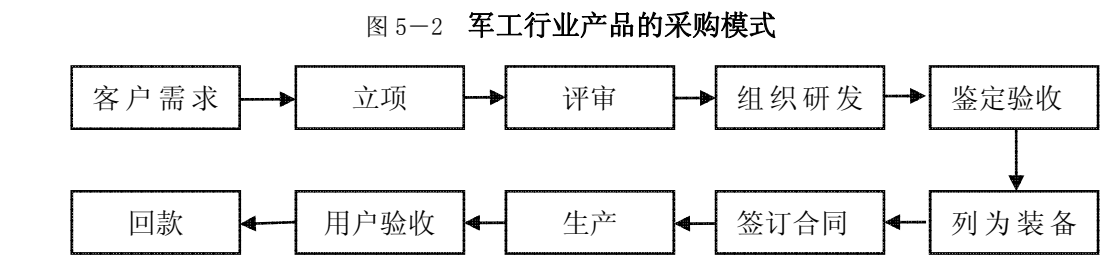 图 5－2 军工行业产品的采购模式
客户需求
立项
评审
组织研发
鉴定验收
回款
用户验收
生产
签订合同
列为装备